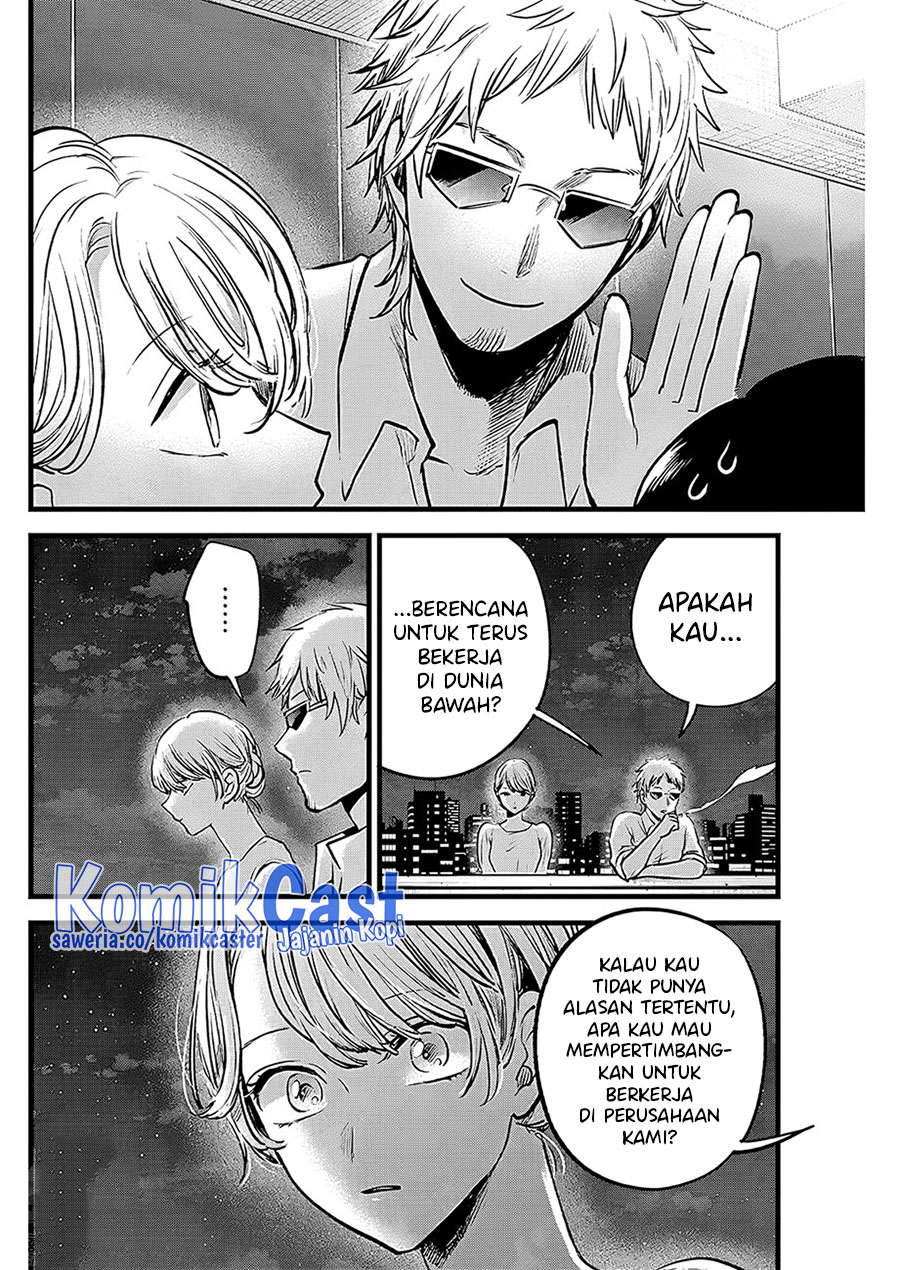 APAKAH
KAU...
...BERENCANA
UNTUK TERUS
BEKERJA
DI DUNIA
BAWAH?
......
KomikCast
saweria.co/komikcaster
Jajanin Kopi
KALAU KAU
TIDAK PUNYA
ALASAN TERTENTU,
APA KAU MAU
MEMPERTIMBANG-
KAN UNTUK
BERKERJA
DI PERUSAHAAN
KAMI?